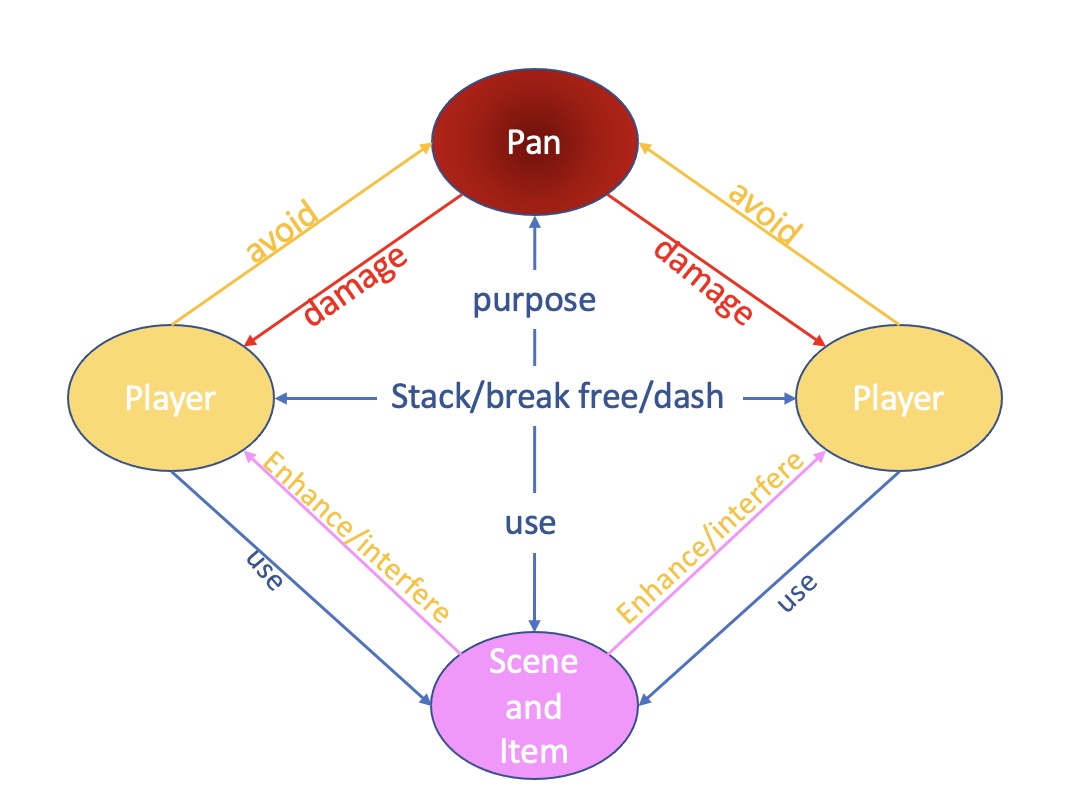 Pan
avoid
avoid
damage
damage
purpose
Player
Stack/break free/dash
Player
Enhance/interfere
Enhance/interfere
use
use
use
Scene
and
Item